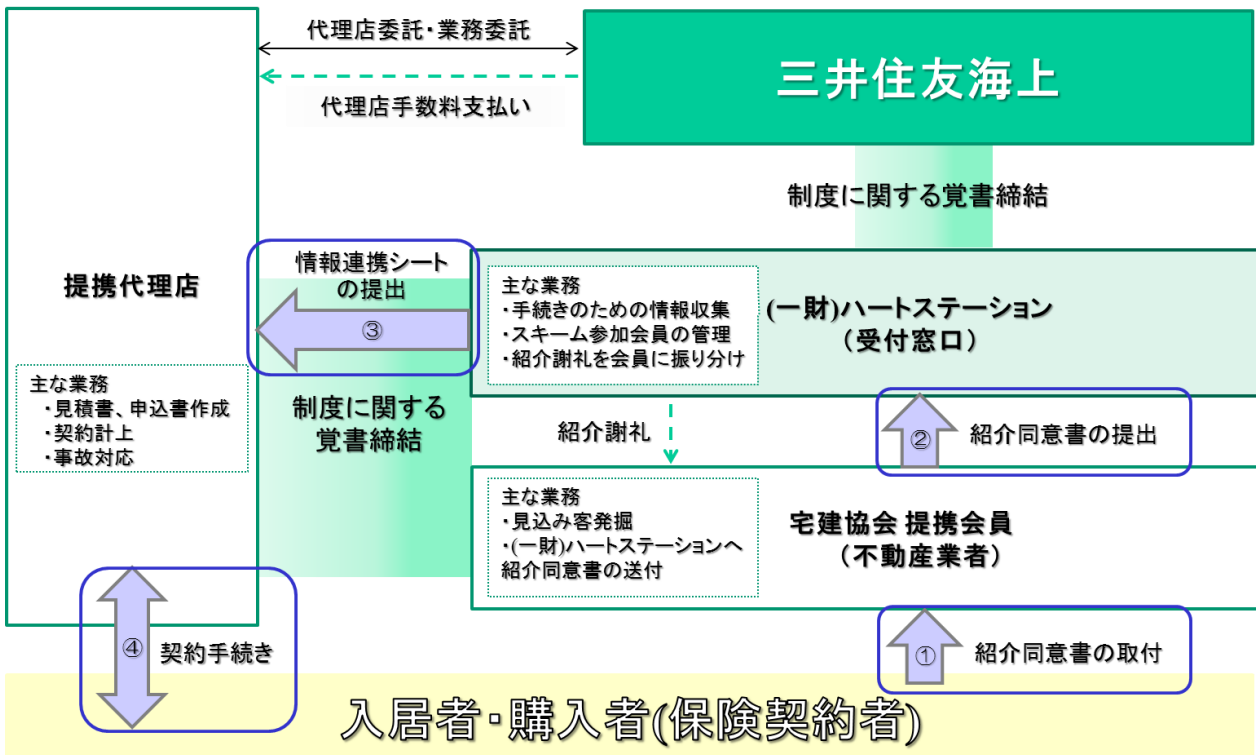 代理店委託・業務委託
代理店手数料支払い
三井住友海上
制度に関する覚書締結
提携代理店
主な業務
・見積書、申込書作成
・契約計上
・事故対応
情報連携シート
の提出
③
制度に関する
覚書締結
主な業務
・手続きのための情報収集
・スキーム参加会員の管理
・紹介謝礼を会員に振り分け
(一財)ハートステーション
（受付窓口）
紹介謝礼
②
紹介同意書の提出
主な業務
・見込み客発掘
・(一財)ハートステーションへ
紹介同意書の送付
宅建協会 提携会員
（不動産業者）
④
契約手続き
①
紹介同意書の取付
入居者・購入者(保険契約者)